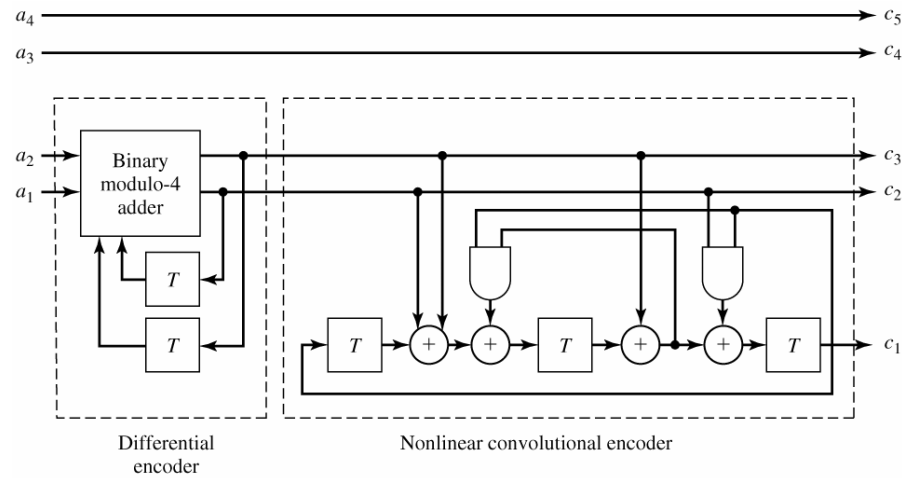 a4
c5
a3
c4
a2
Binary
modulo-4
adder
c3
a1
c2
T
T
T
+
+
T
+
+
T
c1
Differential
encoder
Nonlinear convolutional encoder